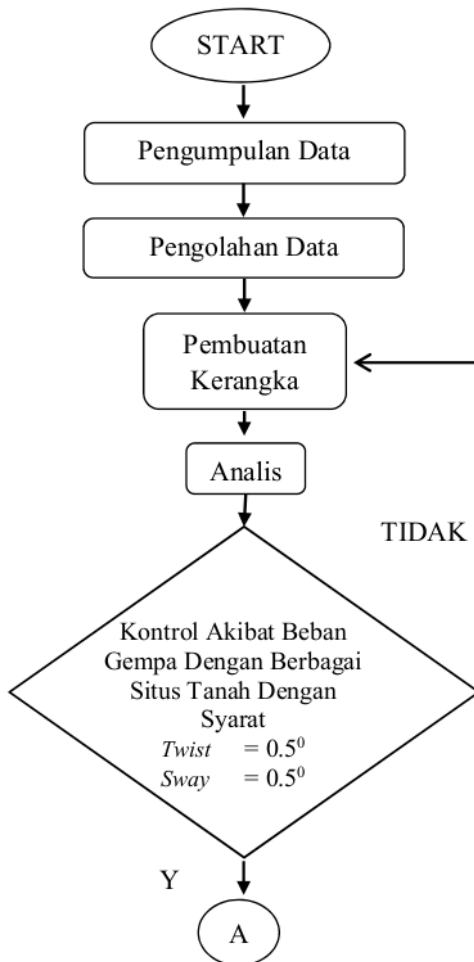 START
Pengumpulan Data
Pengolahan Data
Pembuatan
Kerangka
Analis
TIDAK
Kontrol Akibat Beban
Gempa Dengan Berbagai
Situs Tanah Dengan
Syarat
Twist = 0.5⁰
Sway = 0.5⁰
Y
A